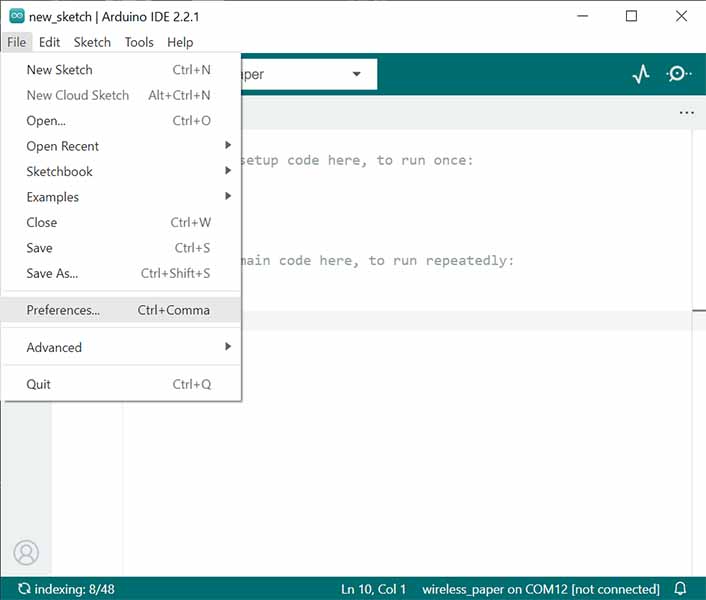 new_sketch | Arduino IDE 2.2.1
File Edit Sketch Tools Help
New Sketch Ctrl+N
New Cloud Sketch Alt+Ctrl+N
Open... Ctrl+O
Open Recent
Sketchbook
Examples
Close Ctrl+W
Save Ctrl+S
Save As... Ctrl+Shift+S
Preferences... Ctrl+Comma
Advanced
Quit Ctrl+Q
aper
setup code here, to run once:
main code here, to run repeatedly:
indexing: 8/48 Ln 10, Col 1 wireless_paper on COM12 [not connected]